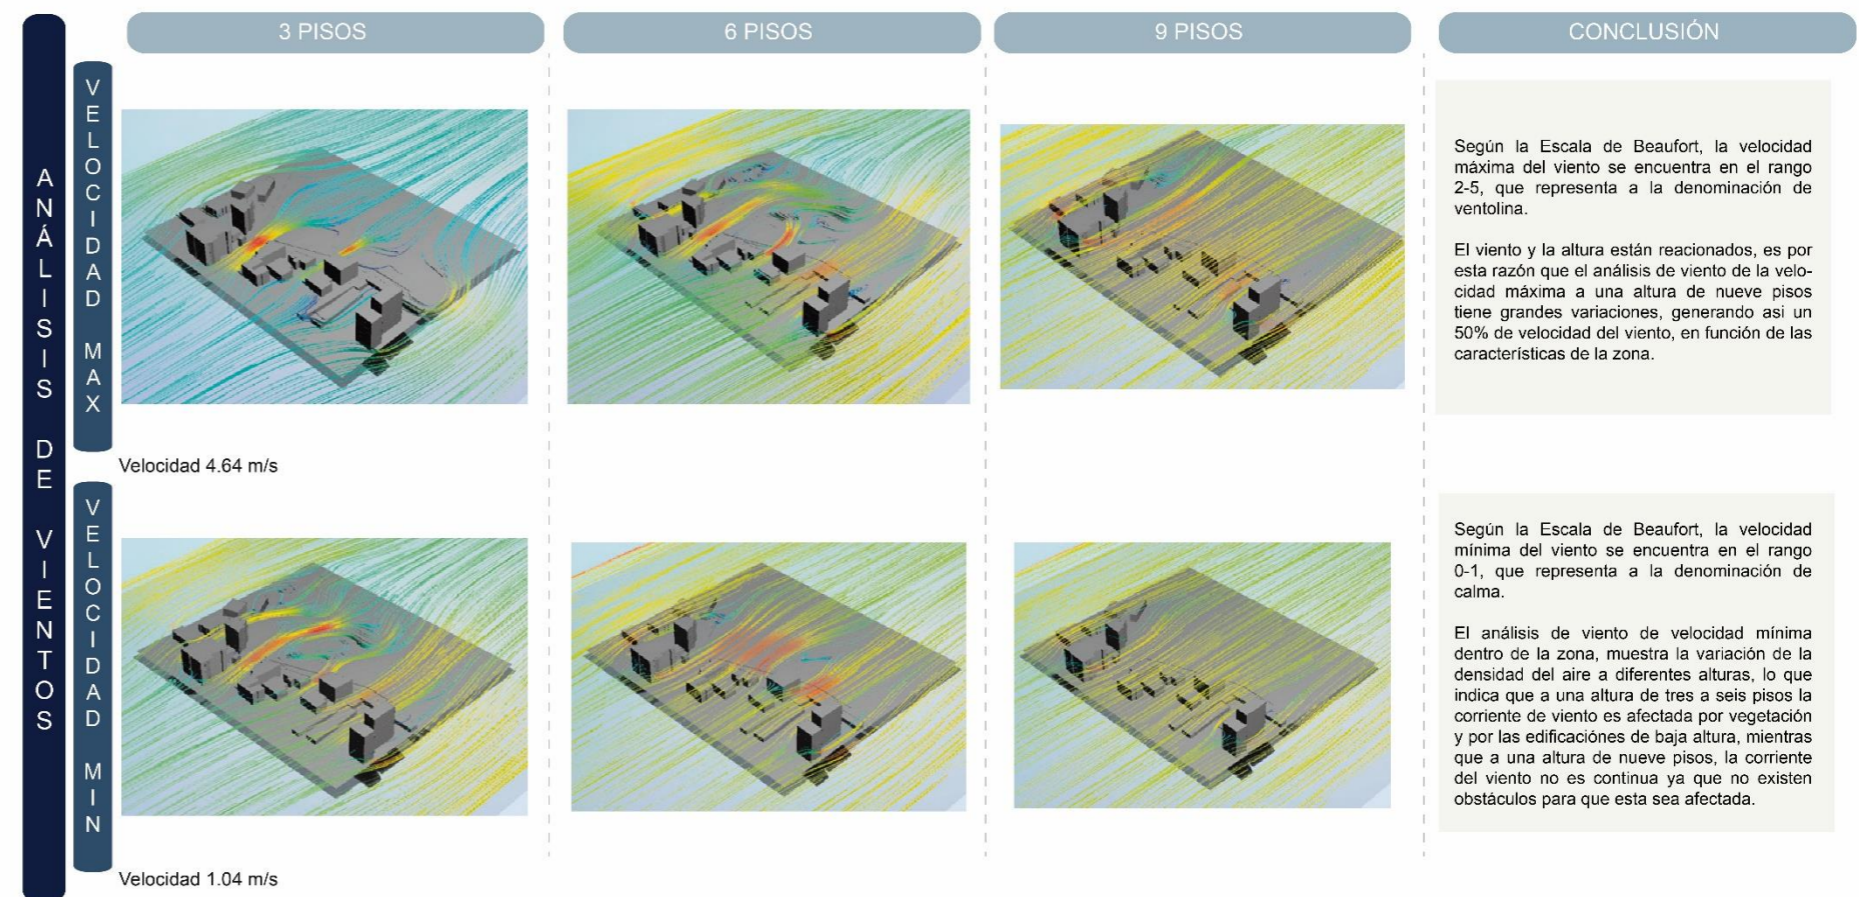 ANÁLISIS DE VIENTOS
3 PISOS
6 PISOS
9 PISOS
CONCLUSIÓN
VELOCIDAD MAX
Según la Escala de Beaufort, la velocidad
máxima del viento se encuentra en el rango
2-5, que representa a la denominación de
ventolina.
El viento y la altura están reacionados, es por
esta razón que el análisis de viento de la velo-
cidad máxima a una altura de nueve pisos
tiene grandes variaciones, generando asi un
50% de velocidad del viento, en función de las
características de la zona.
Velocidad 4.64 m/s
VELOCIDAD MIN
Según la Escala de Beaufort, la velocidad
mínima del viento se encuentra en el rango
0-1, que representa a la denominación de
calma.
El análisis de viento de velocidad mínima
dentro de la zona, muestra la variación de la
densidad del aire a diferentes alturas, lo que
indica que a una altura de tres a seis pisos la
corriente de viento es afectada por vegetación
y por las edificaciónes de baja altura, mientras
que a una altura de nueve pisos, la corriente
del viento no es continua ya que no existen
obstáculos para que esta sea afectada.
Velocidad 1.04 m/s